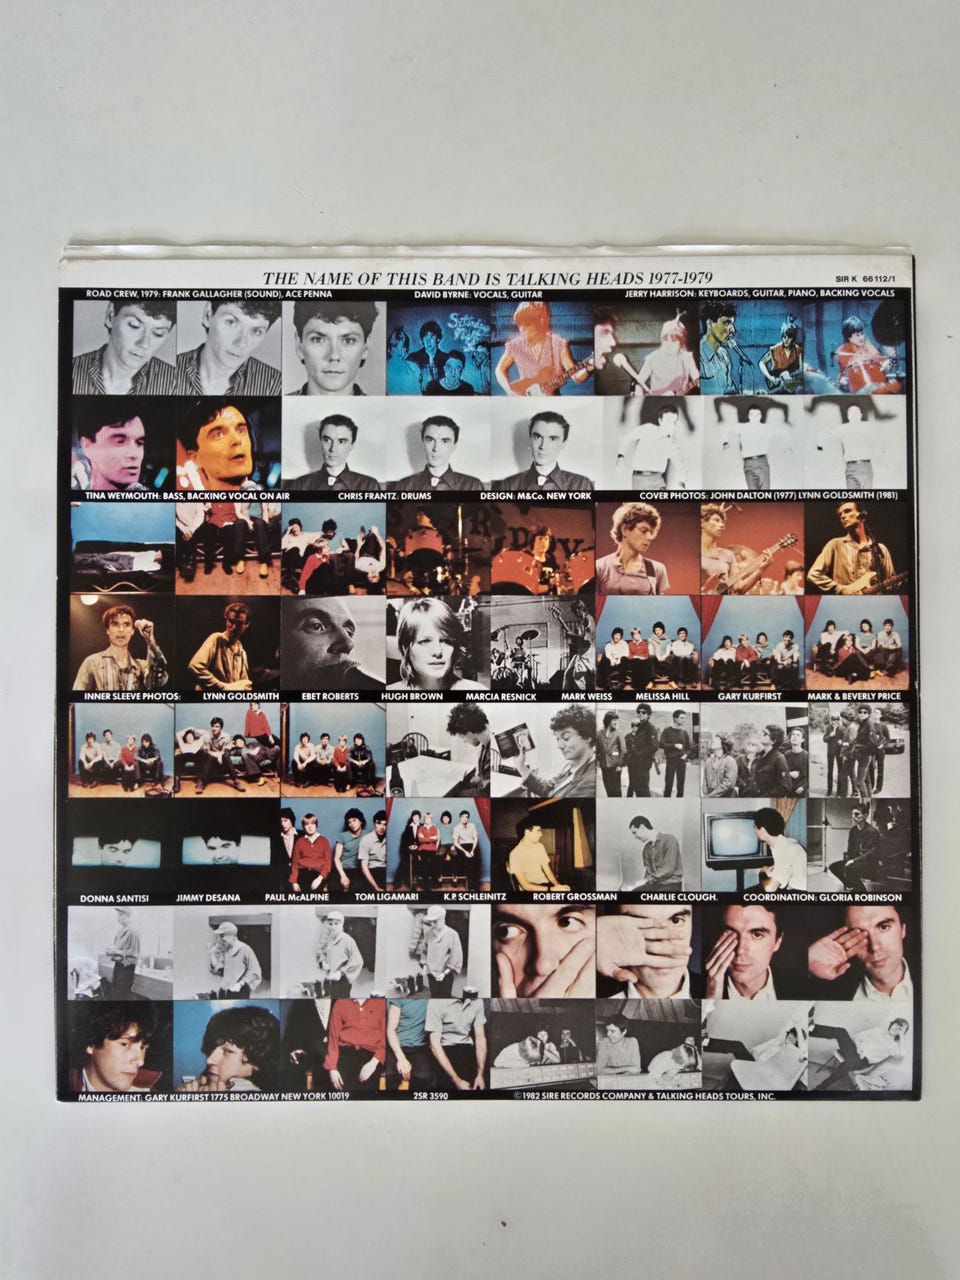 THE NAME OF THIS BAND IS TALKING HEADS 1977-1979 SIR K 66112/1
ROAD CREW, 1979: FRANK GALLAGHER (SOUND), ACE PENNA DAVID BYRNE: VOCALS, GUITAR JERRY HARRISON: KEYBOARDS, GUITAR, PIANO, BACKING VOCALS
Saturday
TINA WEYMOUTH: BASS, BACKING VOCAL ON AIR CHRIS FRANTZ: DRUMS DESIGN: M&Co. NEW YORK COVER PHOTOS: JOHN DALTON (1977) LYNN GOLDSMITH (1981)
INNER SLEEVE PHOTOS: LYNN GOLDSMITH EBET ROBERTS HUGH BROWN MARCIA RESNICK MARK WEISS MELISSA HILL GARY KURFIRST MARK & BEVERLY PRICE
DONNA SANTISI JIMMY DESANA PAUL McALPINE TOM LIGAMARI K.P. SCHLEINITZ ROBERT GROSSMAN CHARLIE CLOUGH. COORDINATION: GLORIA ROBINSON
MANAGEMENT: GARY KURFIRST 1775 BROADWAY NEW YORK 10019 2SR 3590 ©1982 SIRE RECORDS COMPANY & TALKING HEADS TOURS, INC.